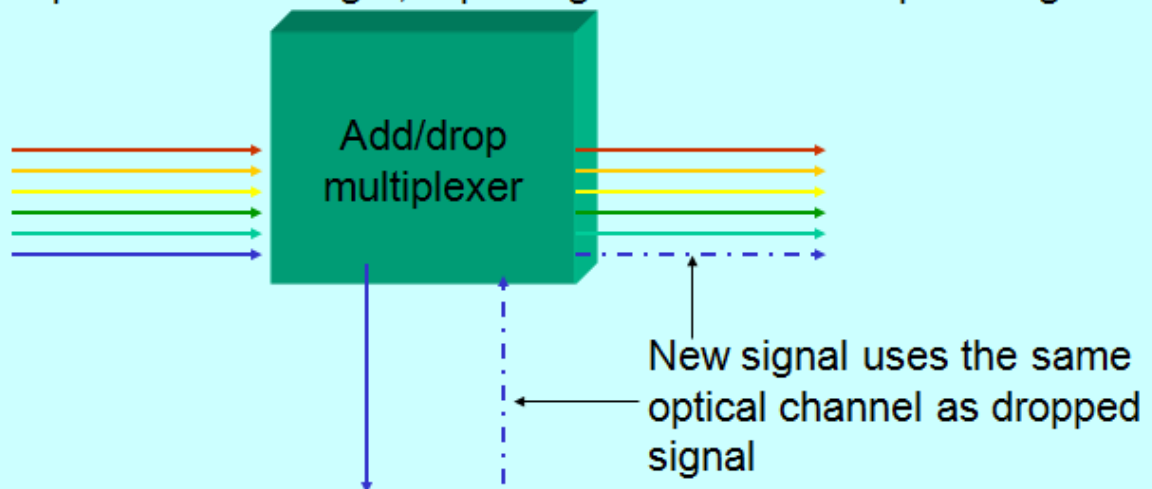 Add/drop
multiplexer
New signal uses the same
optical channel as dropped
signal